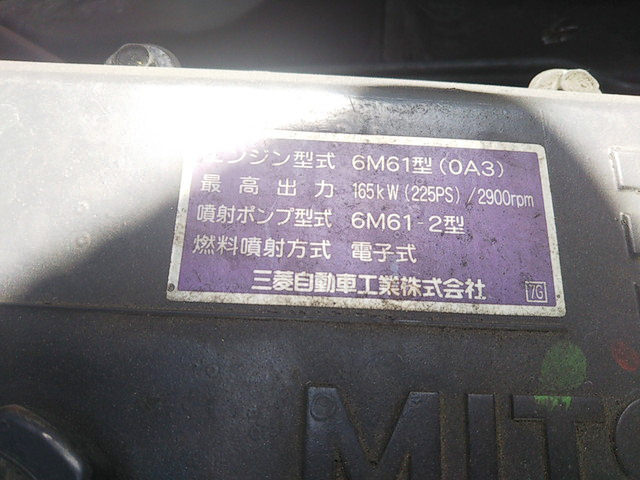 エンジン型式 6M61型(0A3)
最高出力 165kW(225PS)/2900rpm
噴射ポンプ型式 6M61-2型
燃料噴射方式 電子式
三菱自動車工業株式会社 7G
MITS